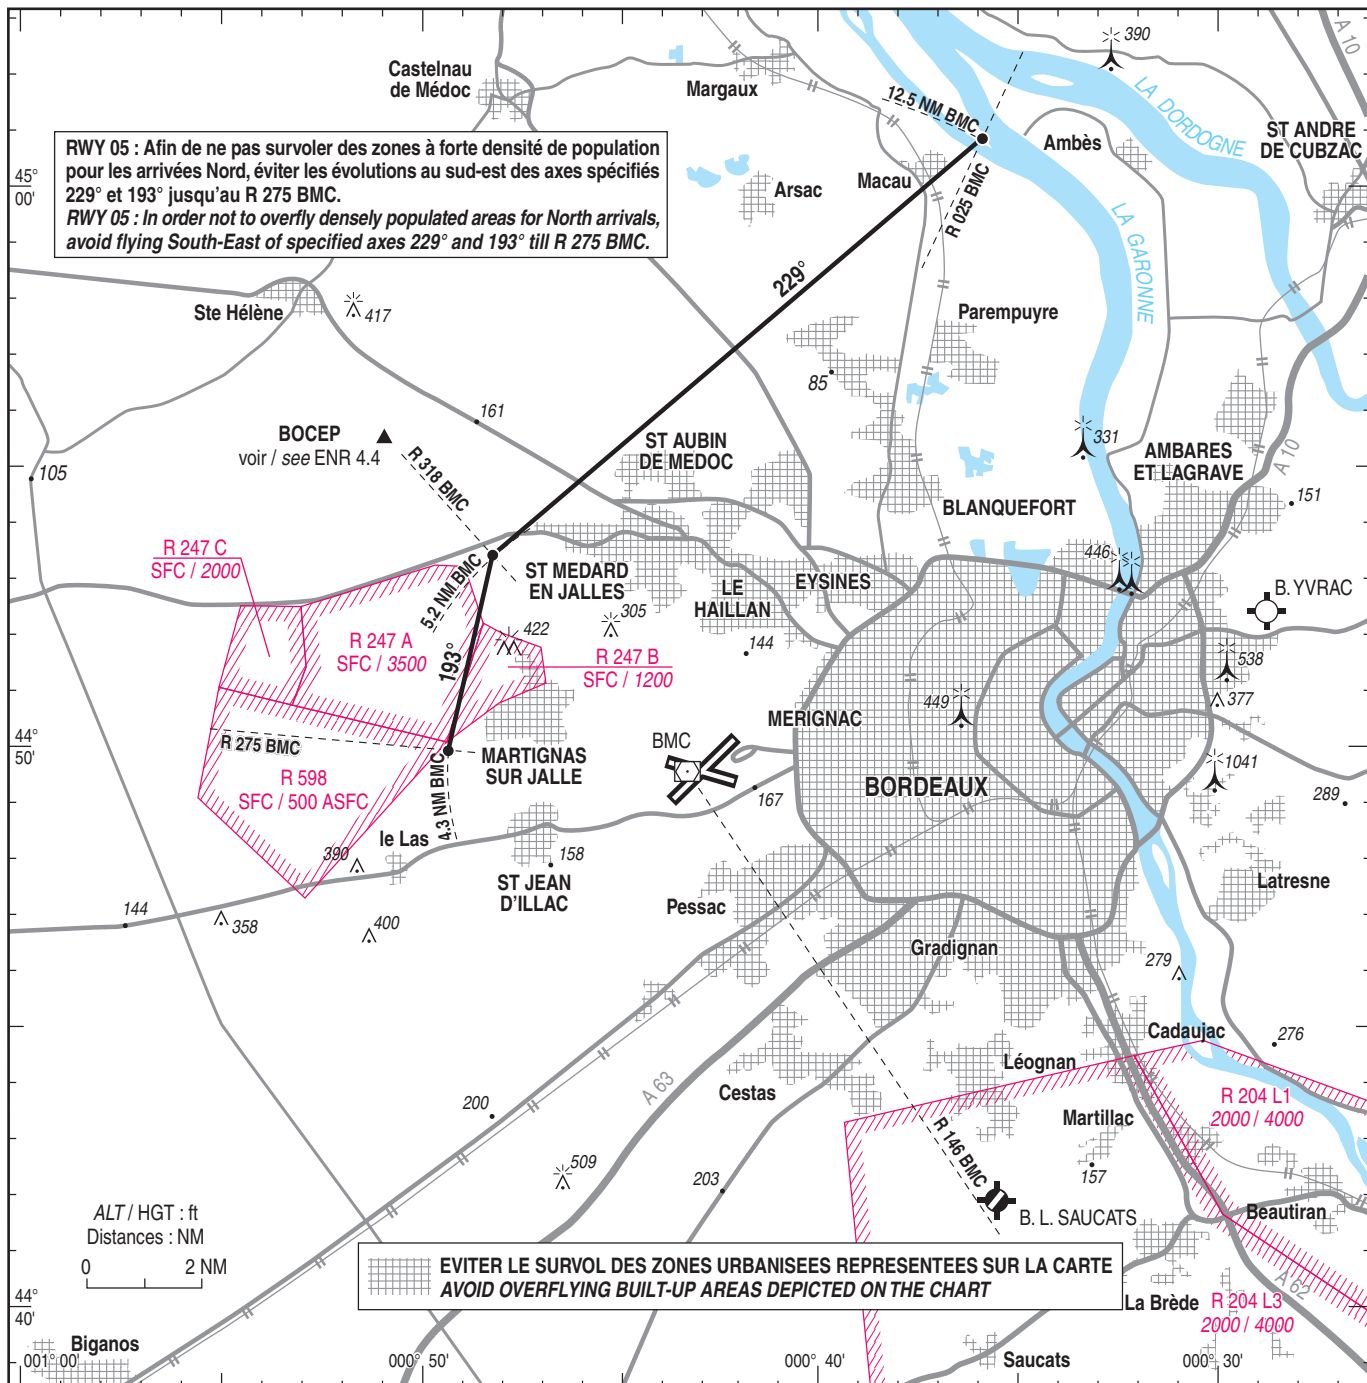 390
A 10
Castelnau
de Médoc
Margaux
12.5 NM BMC
LA DORDOGNE
ST ANDRE
DE CUBZAC
Ambès
RWY 05 : Afin de ne pas survoler des zones à forte densité de population
pour les arrivées Nord, éviter les évolutions au sud-est des axes spécifiés
229° et 193° jusqu'au R 275 BMC.
RWY 05 : In order not to overfly densely populated areas for North arrivals,
avoid flying South-East of specified axes 229° and 193° till R 275 BMC.
45°
00'
Arsac
Macau
R 025 BMC
LA GARONNE
229°
Ste Hélène
417
Parempuyre
85
161
BOCEP
voir / see ENR 4.4
R 318 BMC
ST AUBIN
DE MEDOC
331
AMBARES
ET LAGRAVE
A 10
105
151
BLANQUEFORT
R 247 C
SFC / 2000
5.2 NM BMC
ST MEDARD
EN JALLES
EYSINES
LE
HAILLAN
446
B. YVRAC
305
R 247 A
SFC / 3500
422
193°
R 247 B
SFC / 1200
144
538
377
449
MERIGNAC
44°
50'
R 275 BMC
MARTIGNAS
SUR JALLE
BMC
BORDEAUX
1041
R 598
SFC / 500 ASFC
4.3 NM BMC
167
289
le Las
390
158
ST JEAN
D'ILLAC
Latresne
144
358
400
Pessac
Gradignan
279
Cadaujac
276
Léognan
A 63
Cestas
R 204 L1
2000 / 4000
200
Martillac
R 146 BMC
509
203
157
ALT / HGT : ft
Distances : NM
0
2 NM
B. L. SAUCATS
Beautiran
EVITER LE SURVOL DES ZONES URBANISEES REPRESENTEES SUR LA CARTE
AVOID OVERFLYING BUILT-UP AREAS DEPICTED ON THE CHART
A 62
44°
40'
La Brède
R 204 L3
2000 / 4000
Biganos
Saucats
001° 00'
000° 50'
000° 40'
000° 30'